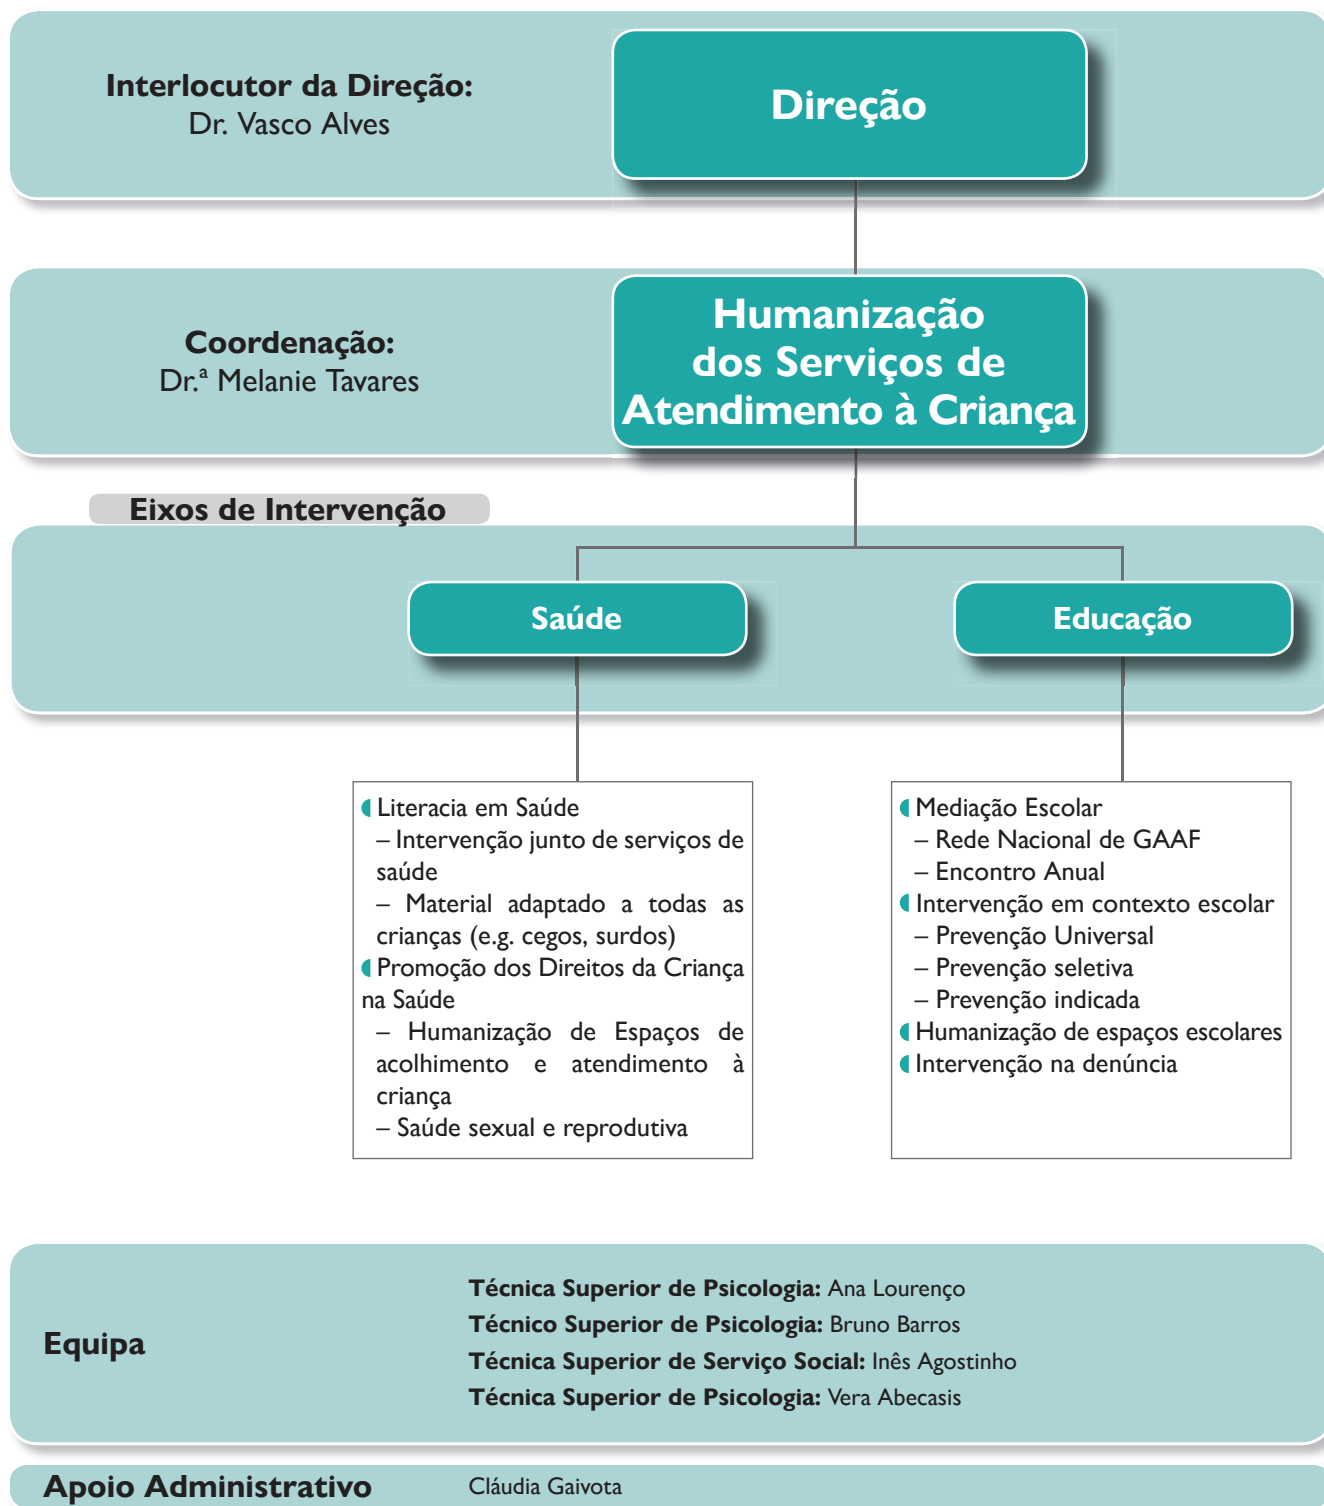 Interlocutor da Direção:
Dr. Vasco Alves
Direção
Coordenação:
Dr.ª Melanie Tavares
Humanização
dos Serviços de
Atendimento à Criança
Eixos de Intervenção
Saúde
Educação
Literacia em Saúde
– Intervenção junto de serviços de
saúde
– Material adaptado a todas as
crianças (e.g. cegos, surdos)
Promoção dos Direitos da Criança
na Saúde
– Humanização de Espaços de
acolhimento e atendimento à
criança
– Saúde sexual e reprodutiva
Mediação Escolar
– Rede Nacional de GAAF
– Encontro Anual
Intervenção em contexto escolar
– Prevenção Universal
– Prevenção seletiva
– Prevenção indicada
Humanização de espaços escolares
Intervenção na denúncia
Equipa
Técnica Superior de Psicologia: Ana Lourenço
Técnico Superior de Psicologia: Bruno Barros
Técnica Superior de Serviço Social: Inês Agostinho
Técnica Superior de Psicologia: Vera Abecasis
Apoio Administrativo
Cláudia Gaivota